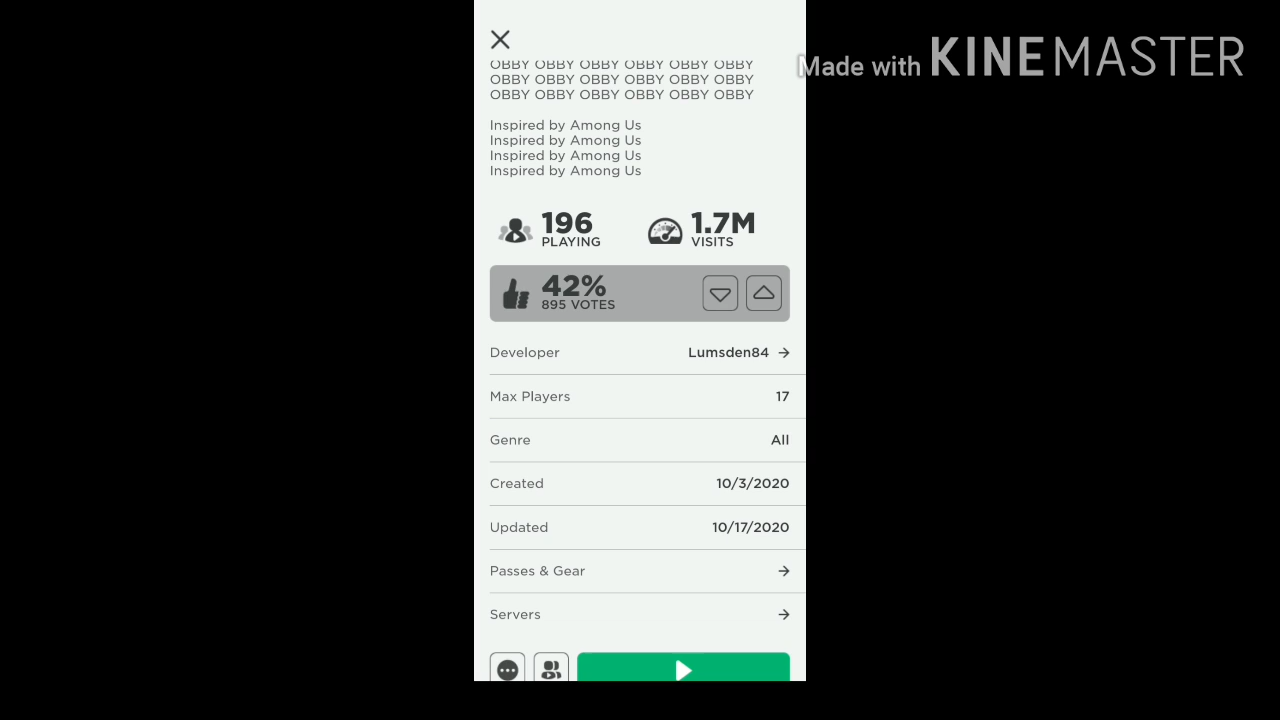 Made with KINEMASTER
OBBY OBBY OBBY OBBY OBBY OBBY
OBBY OBBY OBBY OBBY OBBY OBBY
OBBY OBBY OBBY OBBY OBBY OBBY
Inspired by Among Us
Inspired by Among Us
Inspired by Among Us
Inspired by Among Us
196
PLAYING
1.7M
VISITS
42%
895 VOTES
Developer Lumsden84
Max Players 17
Genre All
Created 10/3/2020
Updated 10/17/2020
Passes & Gear
Servers